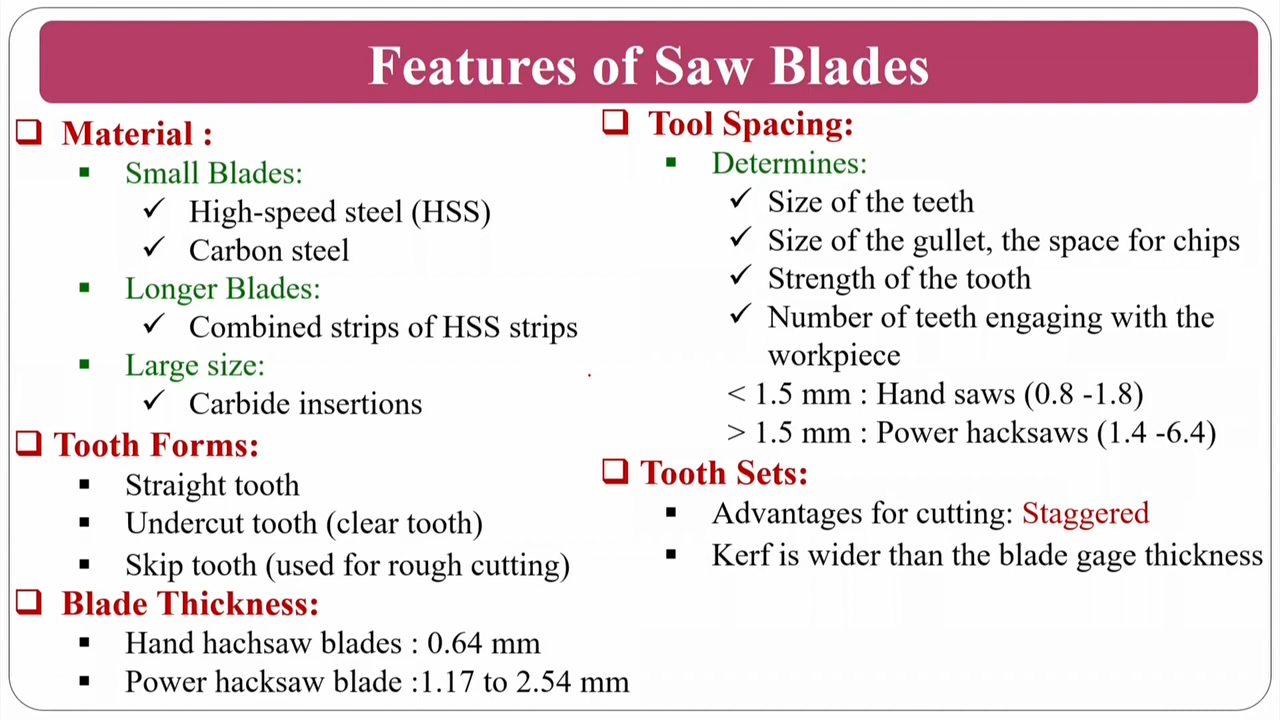 Features of Saw Blades
Material :
Small Blades:
High-speed steel (HSS)
Carbon steel
Longer Blades:
Combined strips of HSS strips
Large size:
Carbide insertions
Tooth Forms:
Straight tooth
Undercut tooth (clear tooth)
Skip tooth (used for rough cutting)
Blade Thickness:
Hand hachsaw blades : 0.64 mm
Power hacksaw blade :1.17 to 2.54 mm
Tool Spacing:
Determines:
Size of the teeth
Size of the gullet, the space for chips
Strength of the tooth
Number of teeth engaging with the
workpiece
< 1.5 mm : Hand saws (0.8 -1.8)
> 1.5 mm : Power hacksaws (1.4 -6.4)
Tooth Sets:
Advantages for cutting: Staggered
Kerf is wider than the blade gage thickness